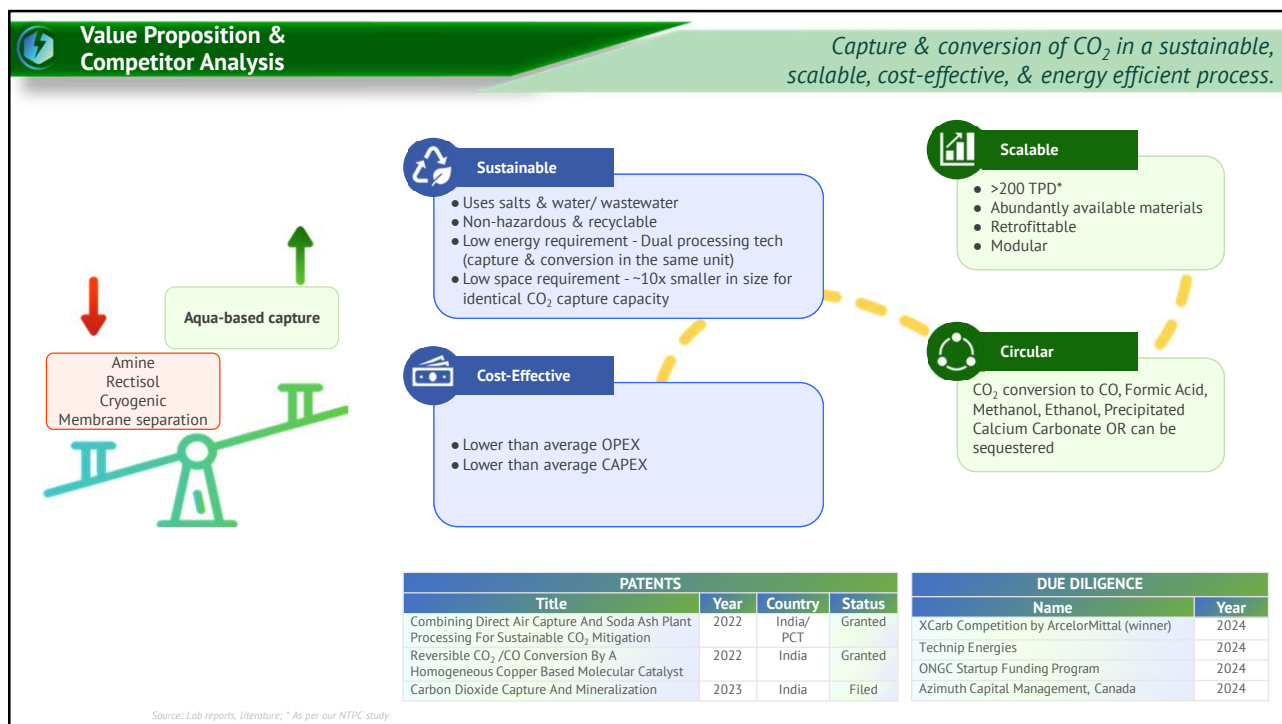 Value Proposition &
Competitor Analysis
Capture & conversion of CO₂ in a sustainable,
scalable, cost-effective, & energy efficient process.
Aqua-based capture
Amine
Rectisol
Cryogenic
Membrane separation
Sustainable
● Uses salts & water/ wastewater
● Non-hazardous & recyclable
● Low energy requirement - Dual processing tech
(capture & conversion in the same unit)
● Low space requirement - ~10x smaller in size for
identical CO₂ capture capacity
Cost-Effective
● Lower than average OPEX
● Lower than average CAPEX
Scalable
● >200 TPD*
● Abundantly available materials
● Retrofittable
● Modular
Circular
CO₂ conversion to CO, Formic Acid,
Methanol, Ethanol, Precipitated
Calcium Carbonate OR can be
sequestered
PATENTS
Title Year Country Status
Combining Direct Air Capture And Soda Ash Plant
Processing For Sustainable CO₂ Mitigation 2022 India/
PCT Granted
Reversible CO₂ /CO Conversion By A
Homogeneous Copper Based Molecular Catalyst 2022 India Granted
Carbon Dioxide Capture And Mineralization 2023 India Filed
DUE DILIGENCE
Name Year
XCarb Competition by ArcelorMittal (winner) 2024
Technip Energies 2024
ONGC Startup Funding Program 2024
Azimuth Capital Management, Canada 2024
Source: Lab reports, literature; * As per our NTPC study